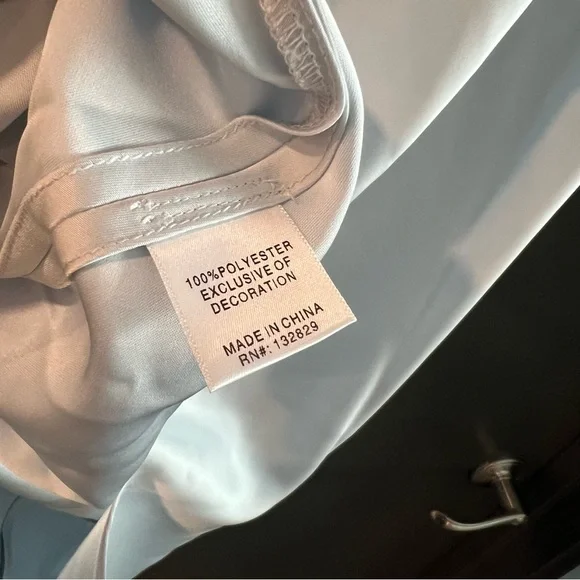 100%POLYESTER
EXCLUSIVE OF
DECORATION
MADE IN CHINA
RN#: 132829